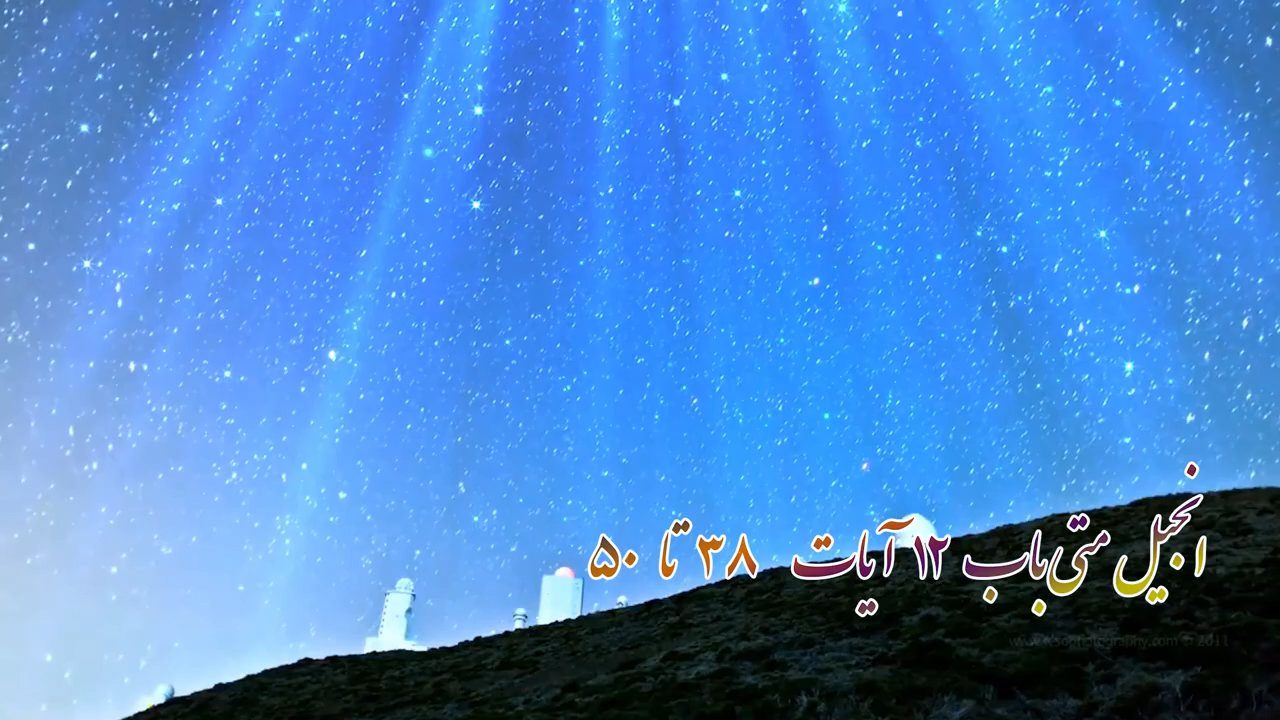 انجیل متی باب ۱۲ آیات ۳۸ تا ۵۰